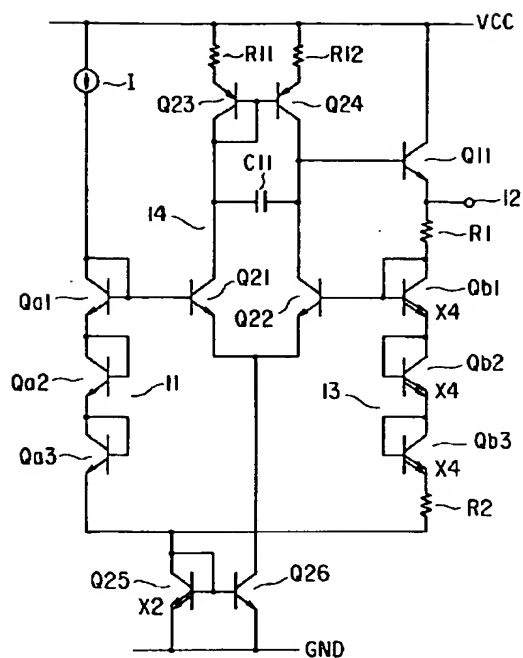 VCC
R11
R12
I
Q23
Q24
C11
Q11
12
14
R1
Q21
Qa1
Q22
Qb1
X4
Qa2
11
13
Qb2
X4
Qa3
Qb3
X4
R2
Q25
Q26
X2
GND